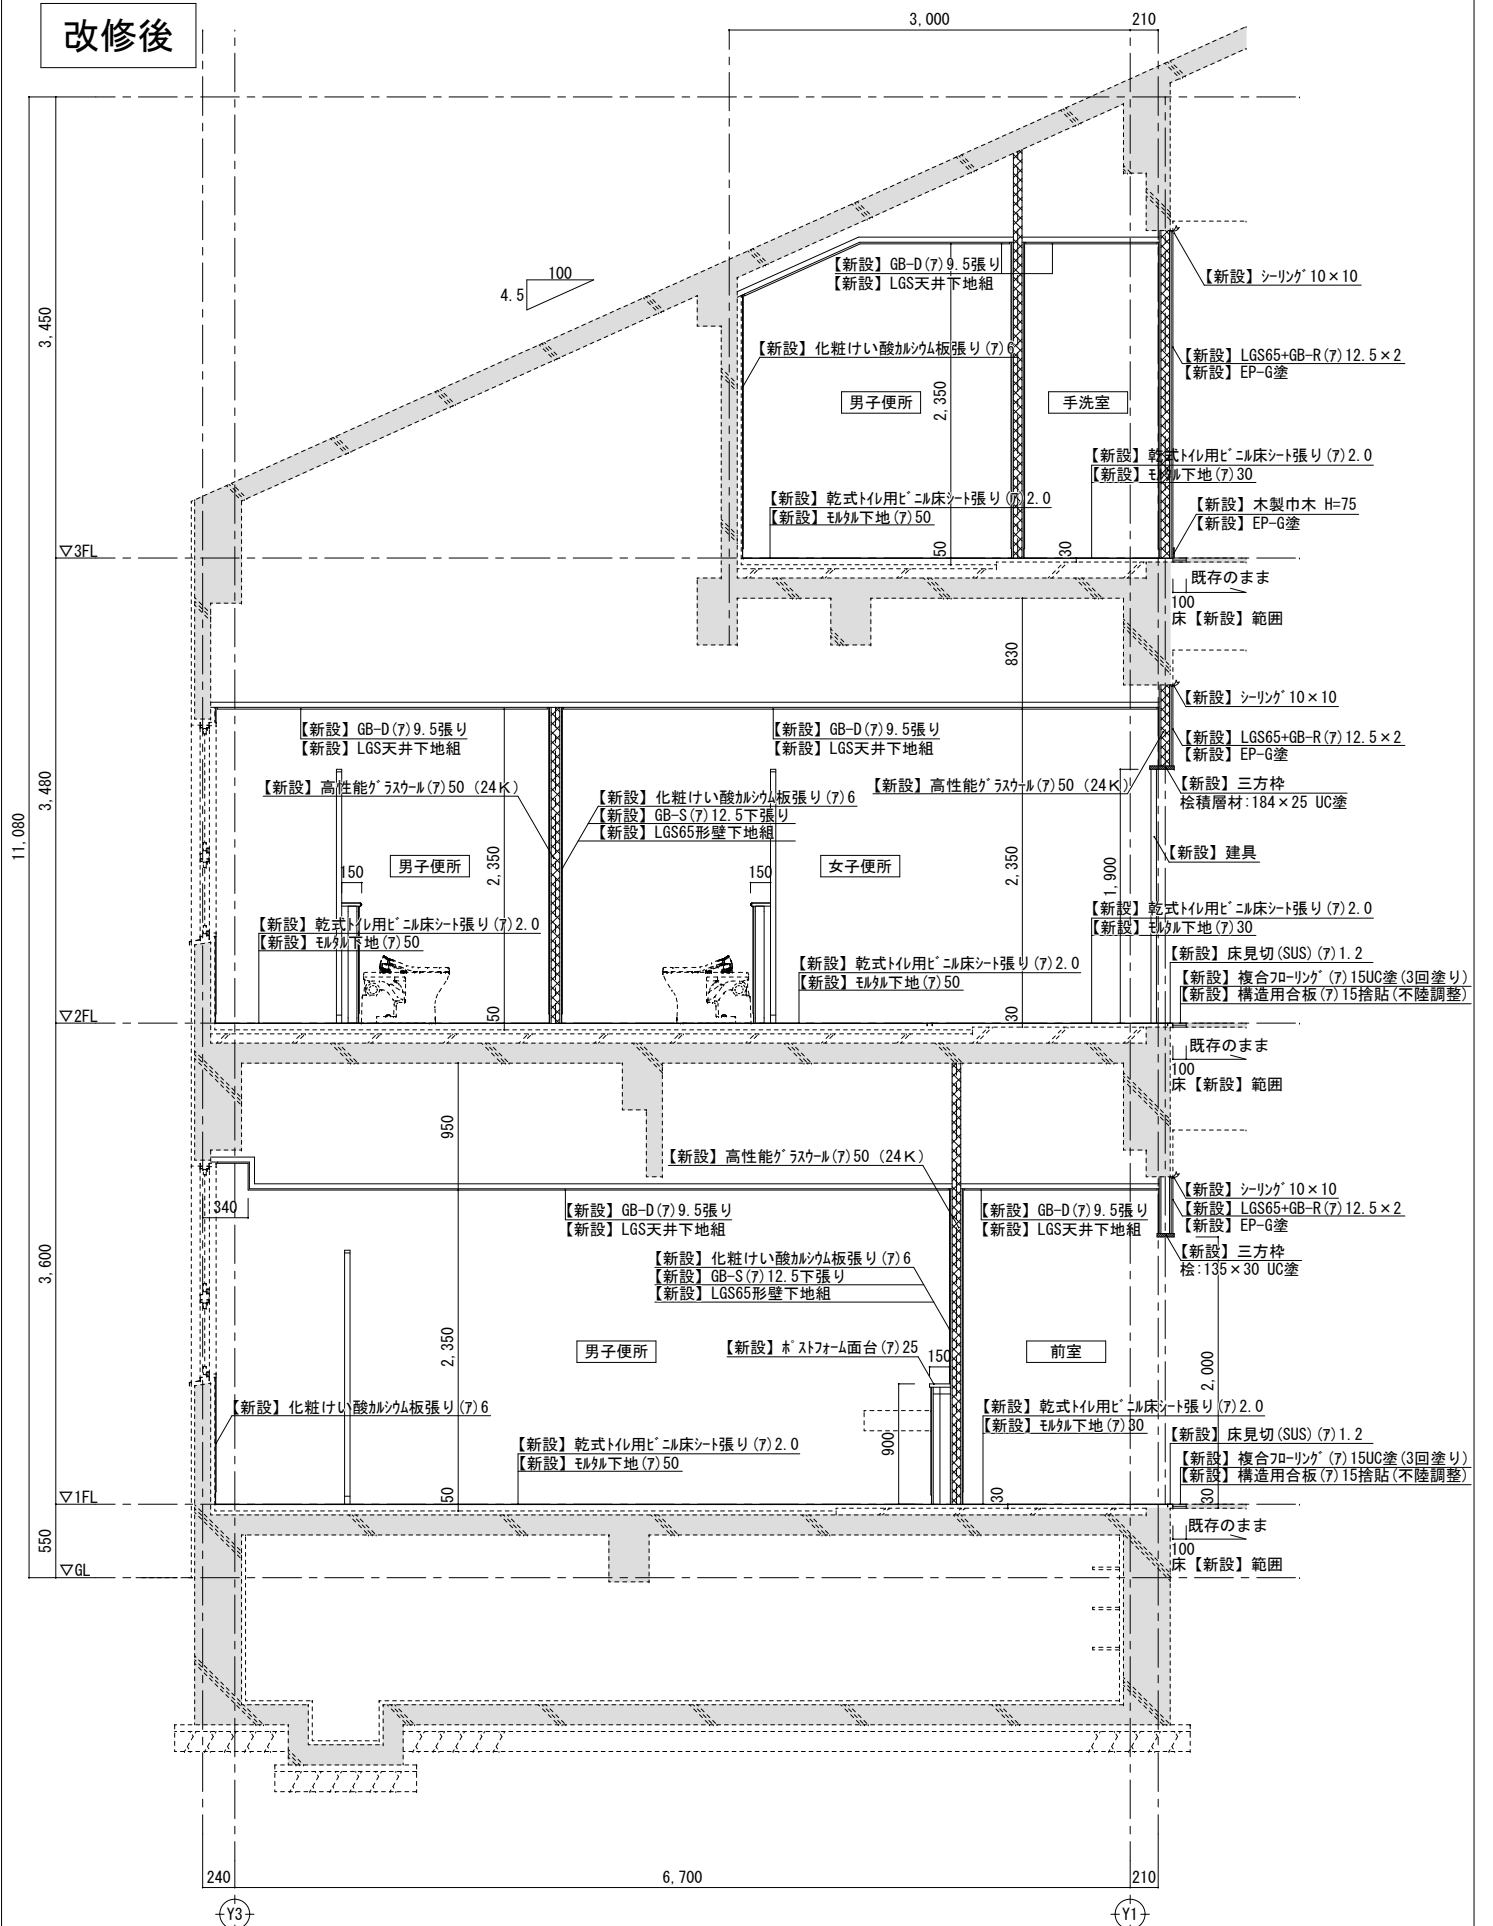 改修後
3,000
210
100
4.5
【新設】GB-D(ｱ)9.5張り
【新設】LGS天井下地組
【新設】ｼｰﾘﾝｸﾞ10×10
3,450
【新設】化粧けい酸ｶﾙｼｳﾑ板張り(ｱ)6
【新設】LGS65+GB-R(ｱ)12.5×2
【新設】EP-G塗
男子便所
2,350
手洗室
【新設】乾式ﾄｲﾚ用ﾋﾞﾆﾙ床ｼｰﾄ張り(ｱ)2.0
【新設】ﾓﾙﾀﾙ下地(ｱ)30
【新設】乾式ﾄｲﾚ用ﾋﾞﾆﾙ床ｼｰﾄ張り(ｱ)2.0
【新設】ﾓﾙﾀﾙ下地(ｱ)50
【新設】木製巾木 H=75
【新設】EP-G塗
▽3FL
50
30
既存のまま
100
床【新設】範囲
830
【新設】ｼｰﾘﾝｸﾞ10×10
【新設】GB-D(ｱ)9.5張り
【新設】LGS天井下地組
【新設】GB-D(ｱ)9.5張り
【新設】LGS天井下地組
【新設】LGS65+GB-R(ｱ)12.5×2
【新設】EP-G塗
3,480
11,080
【新設】高性能ｸﾞﾗｽｳｰﾙ(ｱ)50 (24K)
【新設】化粧けい酸ｶﾙｼｳﾑ板張り(ｱ)6
【新設】GB-S(ｱ)12.5下張り
【新設】LGS65形壁下地組
【新設】高性能ｸﾞﾗｽｳｰﾙ(ｱ)50 (24K)
【新設】三方枠
桧積層材:184×25 UC塗
【新設】建具
男子便所
150
2,350
女子便所
150
2,350
1,900
【新設】乾式ﾄｲﾚ用ﾋﾞﾆﾙ床ｼｰﾄ張り(ｱ)2.0
【新設】ﾓﾙﾀﾙ下地(ｱ)50
【新設】乾式ﾄｲﾚ用ﾋﾞﾆﾙ床ｼｰﾄ張り(ｱ)2.0
【新設】ﾓﾙﾀﾙ下地(ｱ)30
【新設】乾式ﾄｲﾚ用ﾋﾞﾆﾙ床ｼｰﾄ張り(ｱ)2.0
【新設】ﾓﾙﾀﾙ下地(ｱ)50
【新設】床見切(SUS)(ｱ)1.2
【新設】複合ﾌﾛｰﾘﾝｸﾞ(ｱ)15UC塗(3回塗り)
【新設】構造用合板(ｱ)15捨貼(不陸調整)
▽2FL
50
30
既存のまま
100
床【新設】範囲
950
【新設】高性能ｸﾞﾗｽｳｰﾙ(ｱ)50 (24K)
340
【新設】GB-D(ｱ)9.5張り
【新設】LGS天井下地組
【新設】GB-D(ｱ)9.5張り
【新設】LGS天井下地組
【新設】ｼｰﾘﾝｸﾞ10×10
【新設】LGS65+GB-R(ｱ)12.5×2
【新設】EP-G塗
3,600
【新設】化粧けい酸ｶﾙｼｳﾑ板張り(ｱ)6
【新設】GB-S(ｱ)12.5下張り
【新設】LGS65形壁下地組
【新設】三方枠
桧:135×30 UC塗
2,350
男子便所
【新設】ﾎﾟｽﾄﾌｫｰﾑ面台(ｱ)25
150
前室
2,000
【新設】化粧けい酸ｶﾙｼｳﾑ板張り(ｱ)6
900
【新設】乾式ﾄｲﾚ用ﾋﾞﾆﾙ床ｼｰﾄ張り(ｱ)2.0
【新設】ﾓﾙﾀﾙ下地(ｱ)30
【新設】乾式ﾄｲﾚ用ﾋﾞﾆﾙ床ｼｰﾄ張り(ｱ)2.0
【新設】ﾓﾙﾀﾙ下地(ｱ)50
【新設】床見切(SUS)(ｱ)1.2
【新設】複合ﾌﾛｰﾘﾝｸﾞ(ｱ)15UC塗(3回塗り)
【新設】構造用合板(ｱ)15捨貼(不陸調整)
▽1FL
50
30
30
既存のまま
100
床【新設】範囲
550
▽GL
240
6,700
210
Y3
Y1